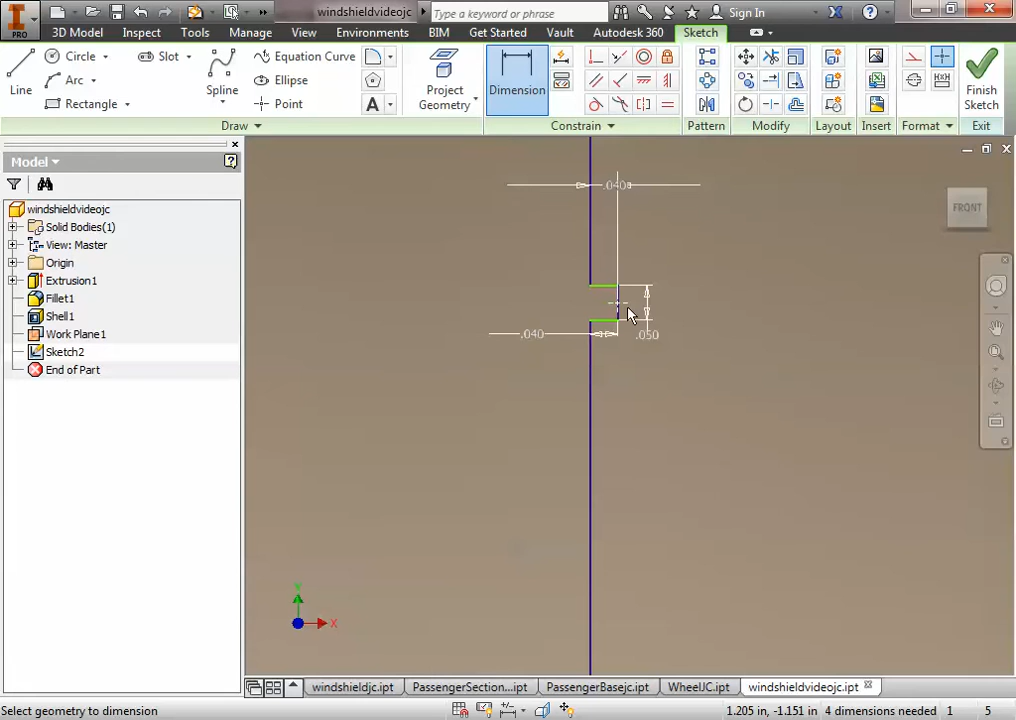 windshieldvideojc
Type a keyword or phrase
Sign In
PRO
3D Model Inspect Tools Manage View Environments BIM Get Started Vault Autodesk 360 Sketch
Line
Circle
Arc
Rectangle
Slot
Spline
Equation Curve
Ellipse
Point
A
Project Geometry
Dimension
Finish Sketch
Draw Constrain Pattern Modify Layout Insert Format Exit
Model
windshieldvideojc
Solid Bodies(1)
View: Master
Origin
Extrusion1
Fillet1
Shell1
Work Plane1
Sketch2
End of Part
.040
.040
.050
FRONT
Y
X
windshieldjc.ipt PassengerSection...ipt PassengerBasejc.ipt WheelJC.ipt windshieldvideojc.ipt
Select geometry to dimension
1.205 in, -1.151 in 4 dimensions needed 1 5